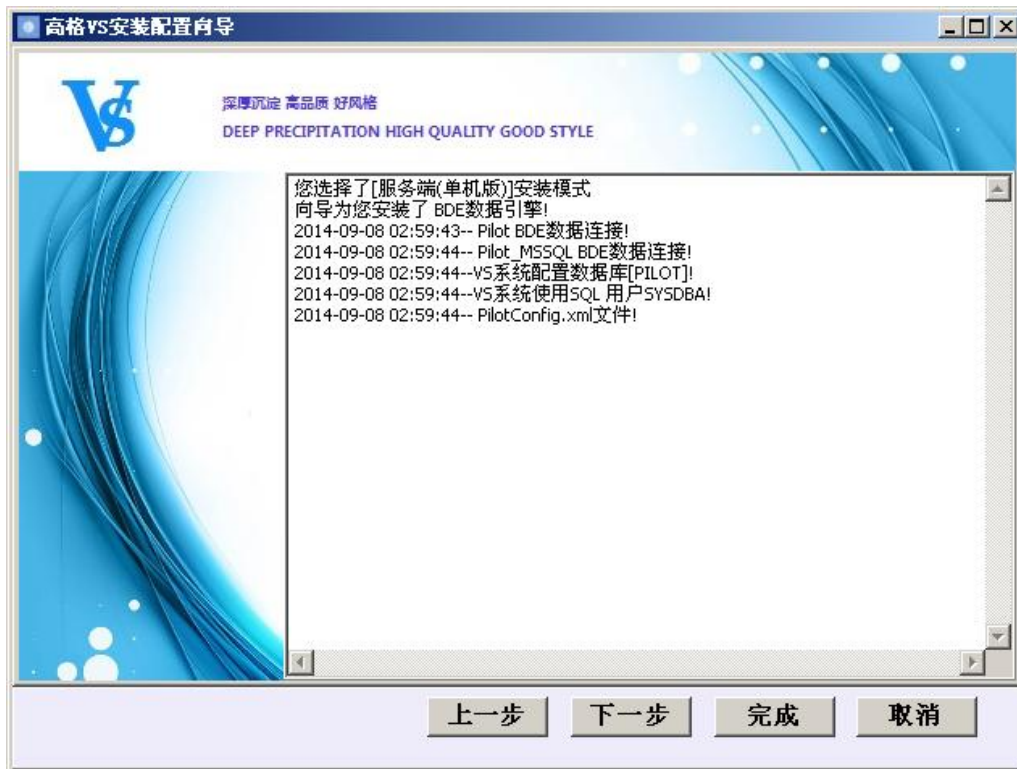 高格VS安装配置向导
VS
深厚沉淀 高品质 好风格
DEEP PRECIPITATION HIGH QUALITY GOOD STYLE
您选择了[服务端(单机版)]安装模式
向导为您安装了 BDE数据引擎!
2014-09-08 02:59:43-- Pilot BDE数据连接!
2014-09-08 02:59:44-- Pilot_MSSQL BDE数据连接!
2014-09-08 02:59:44--VS系统配置数据库[PILOT]!
2014-09-08 02:59:44--VS系统使用SQL 用户SYSDBA!
2014-09-08 02:59:44-- PilotConfig.xml文件!
上一步 下一步 完成 取消